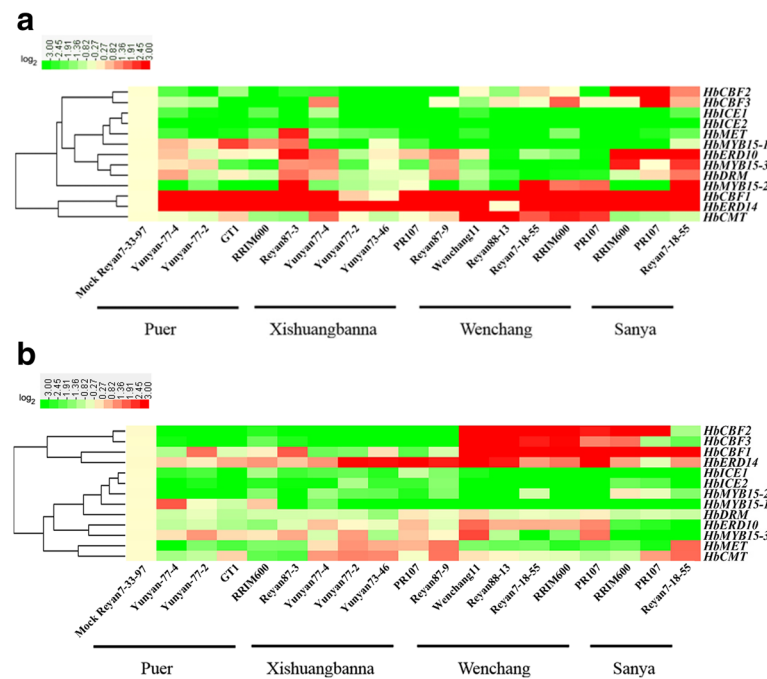 a
-3.00 -2.45 -1.91 -1.36 -0.82 -0.27 0.27 0.82 1.36 1.91 2.45 3.00
log2
HbCBF2
HbCBF3
HbICE1
HbICE2
HbMET
HbMYB15-1
HbERD10
HbMYB15-3
HbDRM
HbMYB15-2
HbCBF1
HbERD14
HbCMT
Mock Reyan7-33-97 Yunyan-77-4 Yunyan-77-2 GT1 RRIM600 Reyan87-3 Yunyan77-4 Yunyan77-2 Yunyan73-46 PR107 Reyan87-9 Wenchang11 Reyan88-13 Reyan7-18-55 RRIM600 PR107 RRIM600 PR107 Reyan7-18-55
Puer Xishuangbanna Wenchang Sanya
b
-3.00 -2.45 -1.91 -1.36 -0.82 -0.27 0.27 0.82 1.36 1.91 2.45 3.00
log2
HbCBF2
HbCBF3
HbCBF1
HbERD14
HbICE1
HbICE2
HbMYB15-2
HbMYB15-1
HbDRM
HbERD10
HbMYB15-3
HbMET
HbCMT
Mock Reyan7-33-97 Yunyan-77-4 Yunyan-77-2 GT1 RRIM600 Reyan87-3 Yunyan77-4 Yunyan77-2 Yunyan73-46 PR107 Reyan87-9 Wenchang11 Reyan88-13 Reyan7-18-55 RRIM600 PR107 RRIM600 PR107 Reyan7-18-55
Puer Xishuangbanna Wenchang Sanya